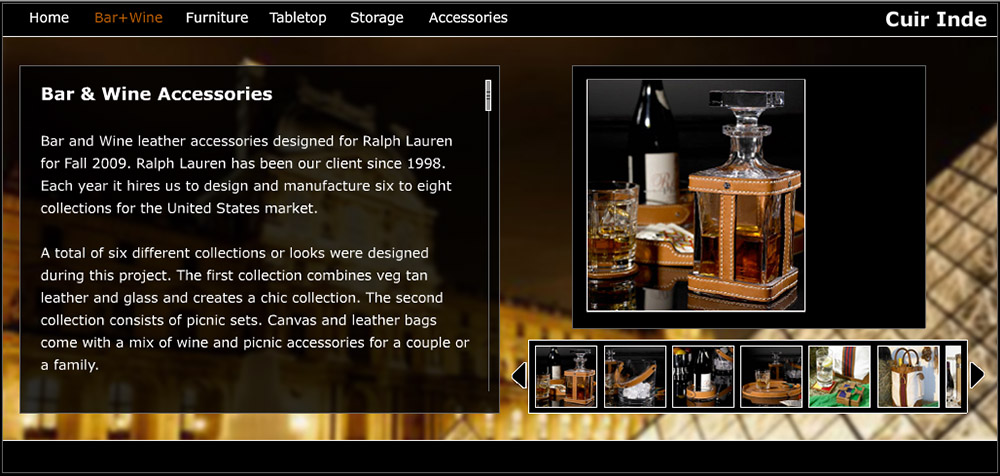 Home Bar+Wine Furniture Tabletop Storage Accessories Cuir Inde
Bar & Wine Accessories
Bar and Wine leather accessories designed for Ralph Lauren
for Fall 2009. Ralph Lauren has been our client since 1998.
Each year it hires us to design and manufacture six to eight
collections for the United States market.
A total of six different collections or looks were designed
during this project. The first collection combines veg tan
leather and glass and creates a chic collection. The second
collection consists of picnic sets. Canvas and leather bags
come with a mix of wine and picnic accessories for a couple or
a family.